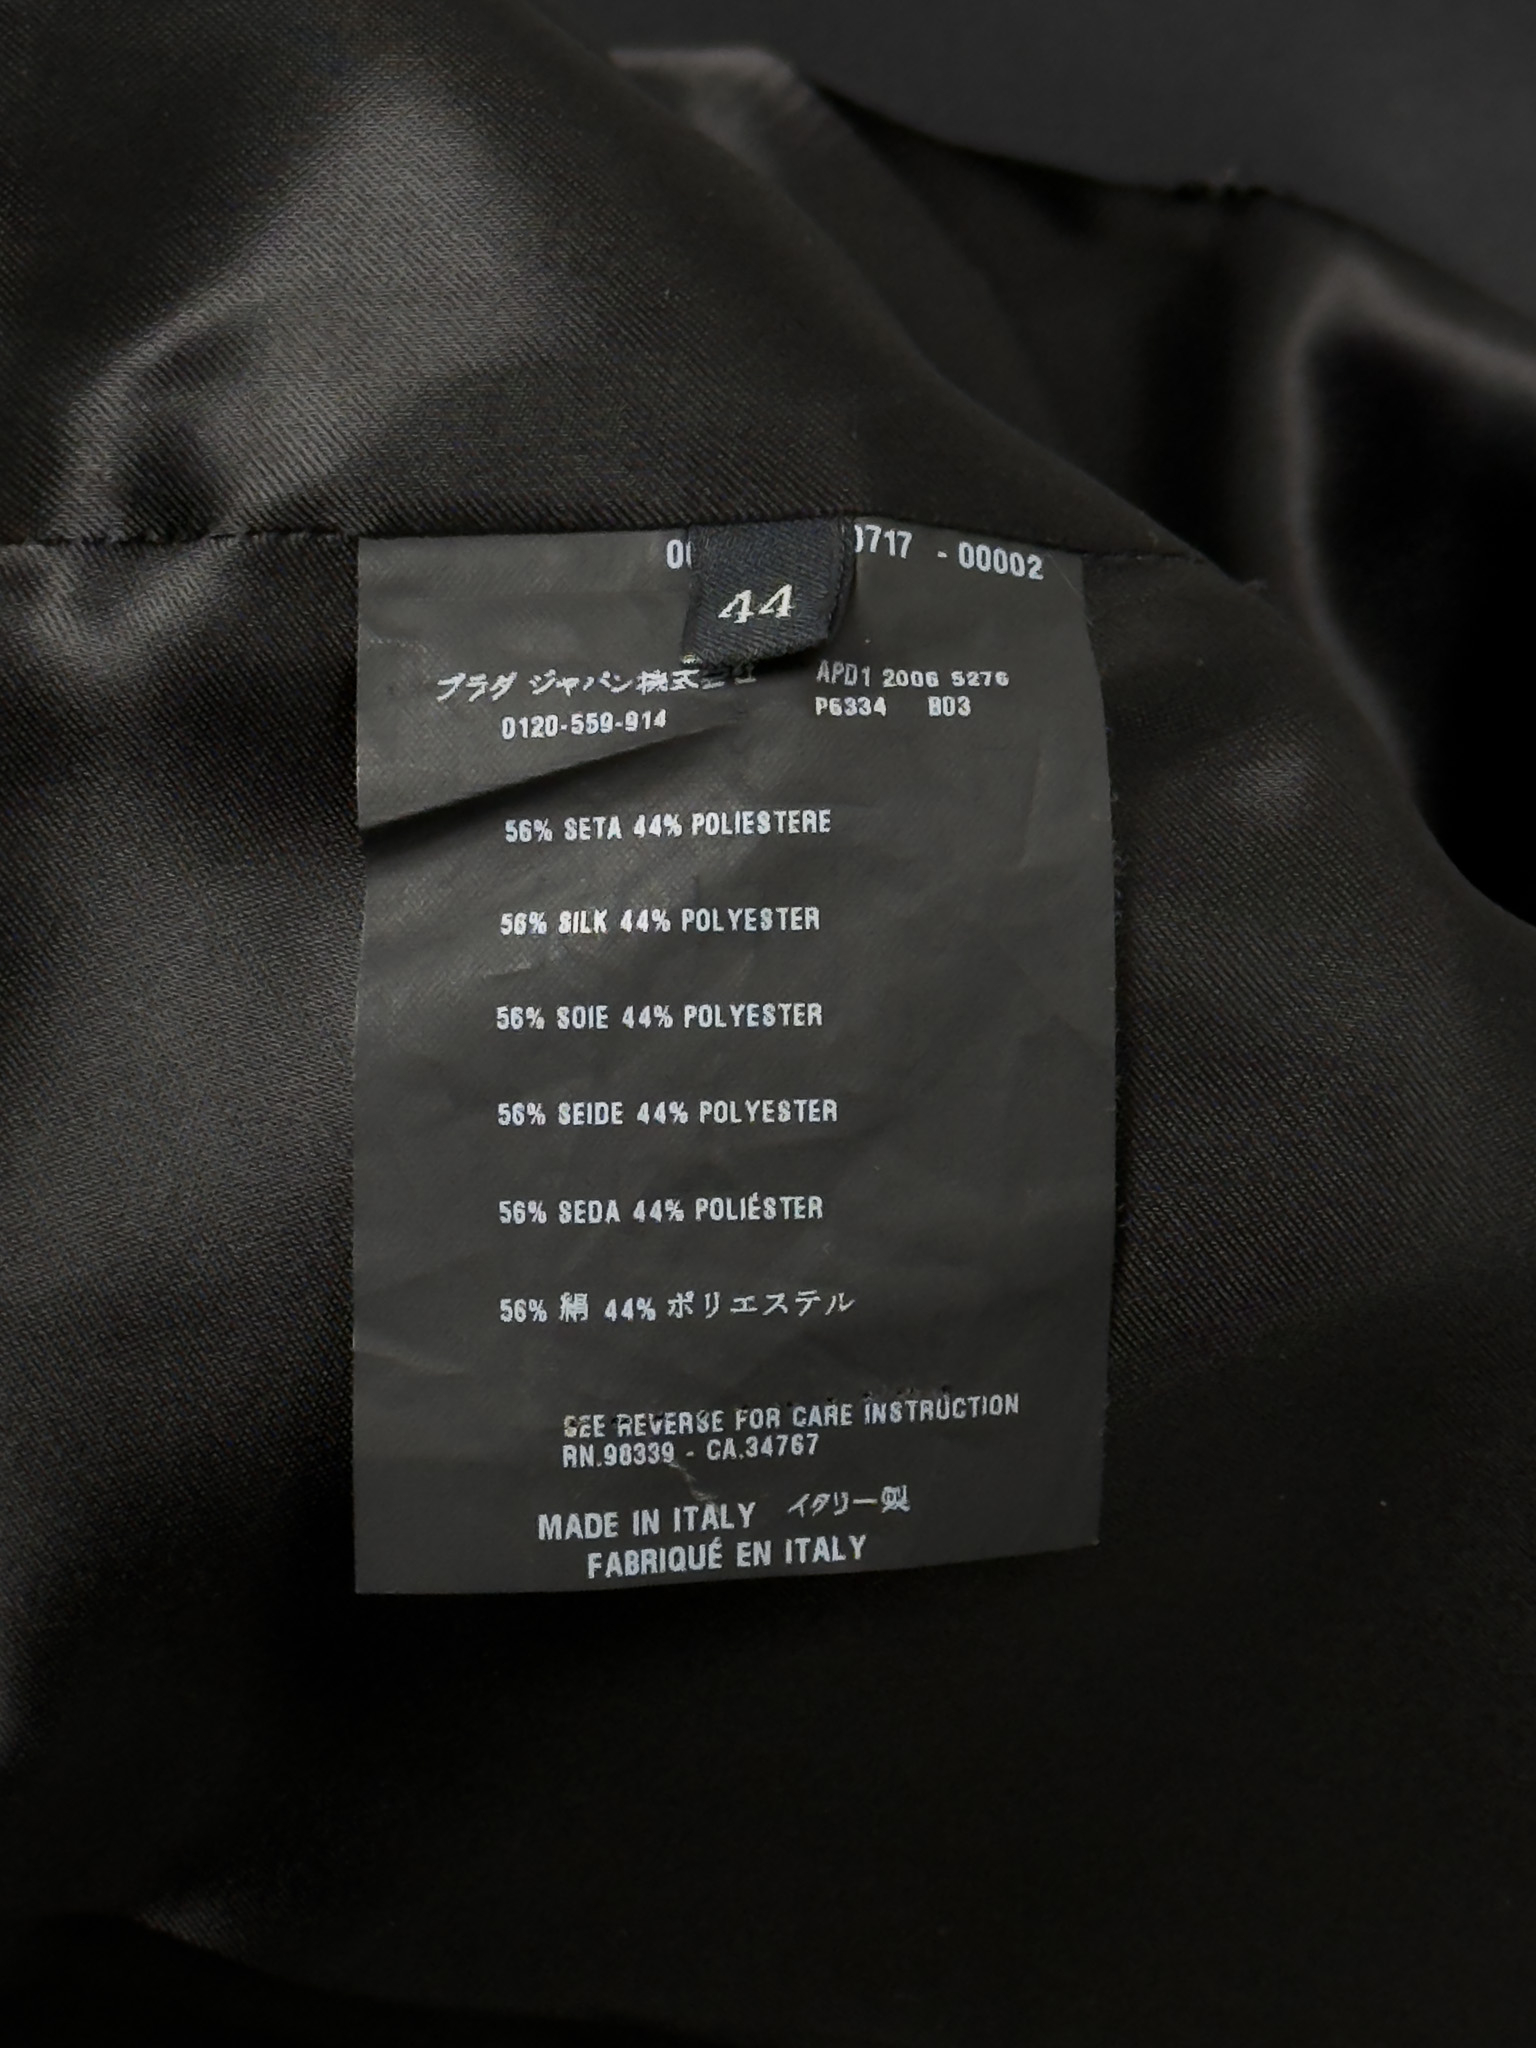 -00002
44
プラダ ジャパン株式会社
APD1 2006 5276
0120-559-914
P6334 B03
56% SETA 44% POLIESTERE
56% SILK 44% POLYESTER
56% SOIE 44% POLYESTER
56% SEIDE 44% POLYESTER
56% SEDA 44% POLIÉSTER
56% 絹 44% ポリエステル
SEE REVERSE FOR CARE INSTRUCTION
RN.98339 - CA.34767
MADE IN ITALY イタリー製
FABRIQUÉ EN ITALY